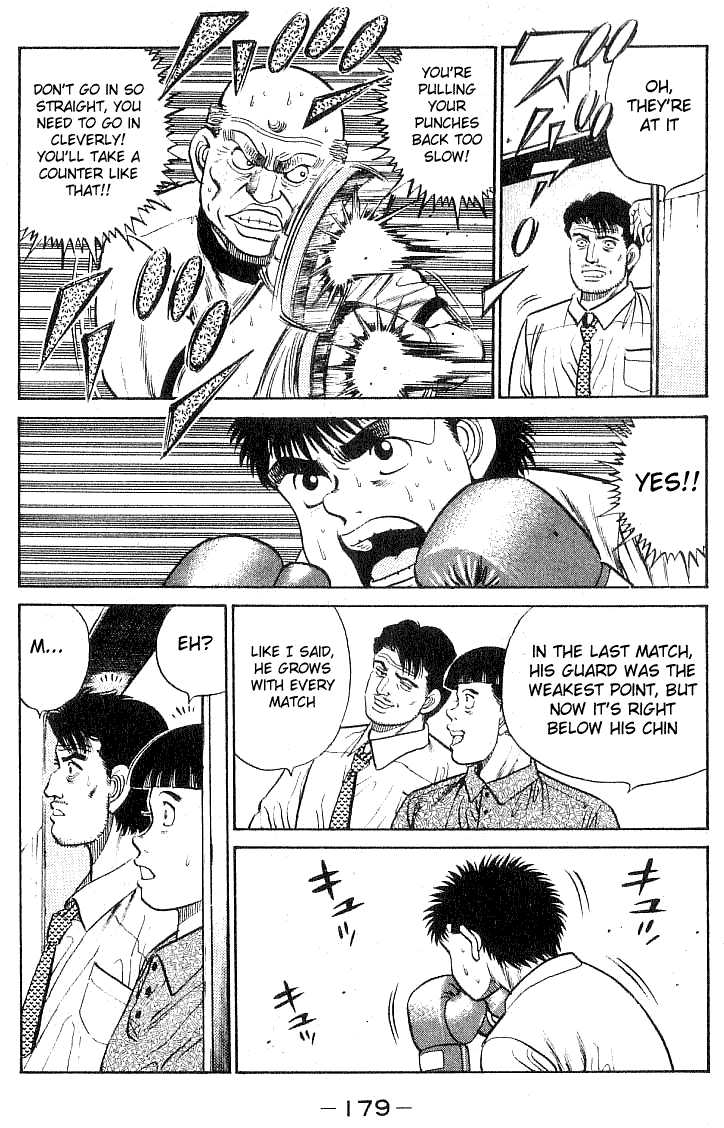 OH,
THEY'RE
AT IT
YOU'RE
PULLING
YOUR
PUNCHES
BACK TOO
SLOW!
DON'T GO IN SO
STRAIGHT, YOU
NEED TO GO IN
CLEVERLY!
YOU'LL TAKE A
COUNTER LIKE
THAT!!
YES!!
IN THE LAST MATCH,
HIS GUARD WAS THE
WEAKEST POINT, BUT
NOW IT'S RIGHT
BELOW HIS CHIN
LIKE I SAID,
HE GROWS
WITH EVERY
MATCH
EH?
M...
キュッ
キュッ
キュッ
-179-